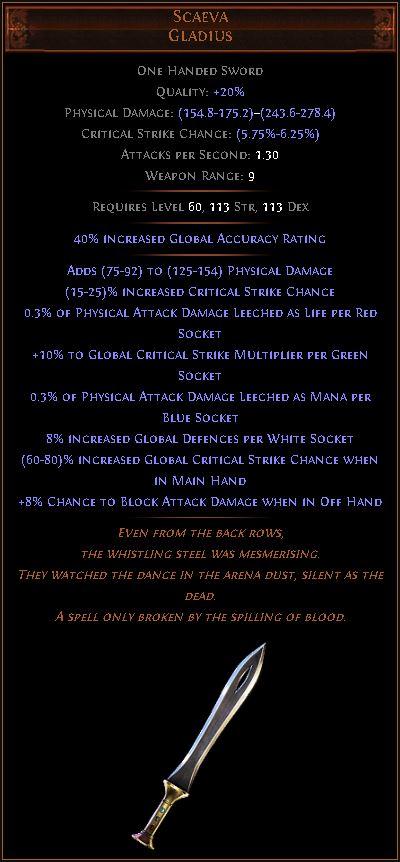 Scaeva
Gladius
One Handed Sword
Quality: +20%
Physical Damage: (154.8-175.2)–(243.6-278.4)
Critical Strike Chance: (5.75%-6.25%)
Attacks per Second: 1.30
Weapon Range: 9
Requires Level 60, 113 Str, 113 Dex
40% increased Global Accuracy Rating
Adds (75-92) to (125-154) Physical Damage
(15-25)% increased Critical Strike Chance
0.3% of Physical Attack Damage Leeched as Life per Red
Socket
+10% to Global Critical Strike Multiplier per Green
Socket
0.3% of Physical Attack Damage Leeched as Mana per
Blue Socket
8% increased Global Defences per White Socket
(60-80)% increased Global Critical Strike Chance when
in Main Hand
+8% Chance to Block Attack Damage when in Off Hand
Even from the back rows,
the whistling steel was mesmerising.
They watched the dance in the arena dust, silent as the
dead.
A spell only broken by the spilling of blood.